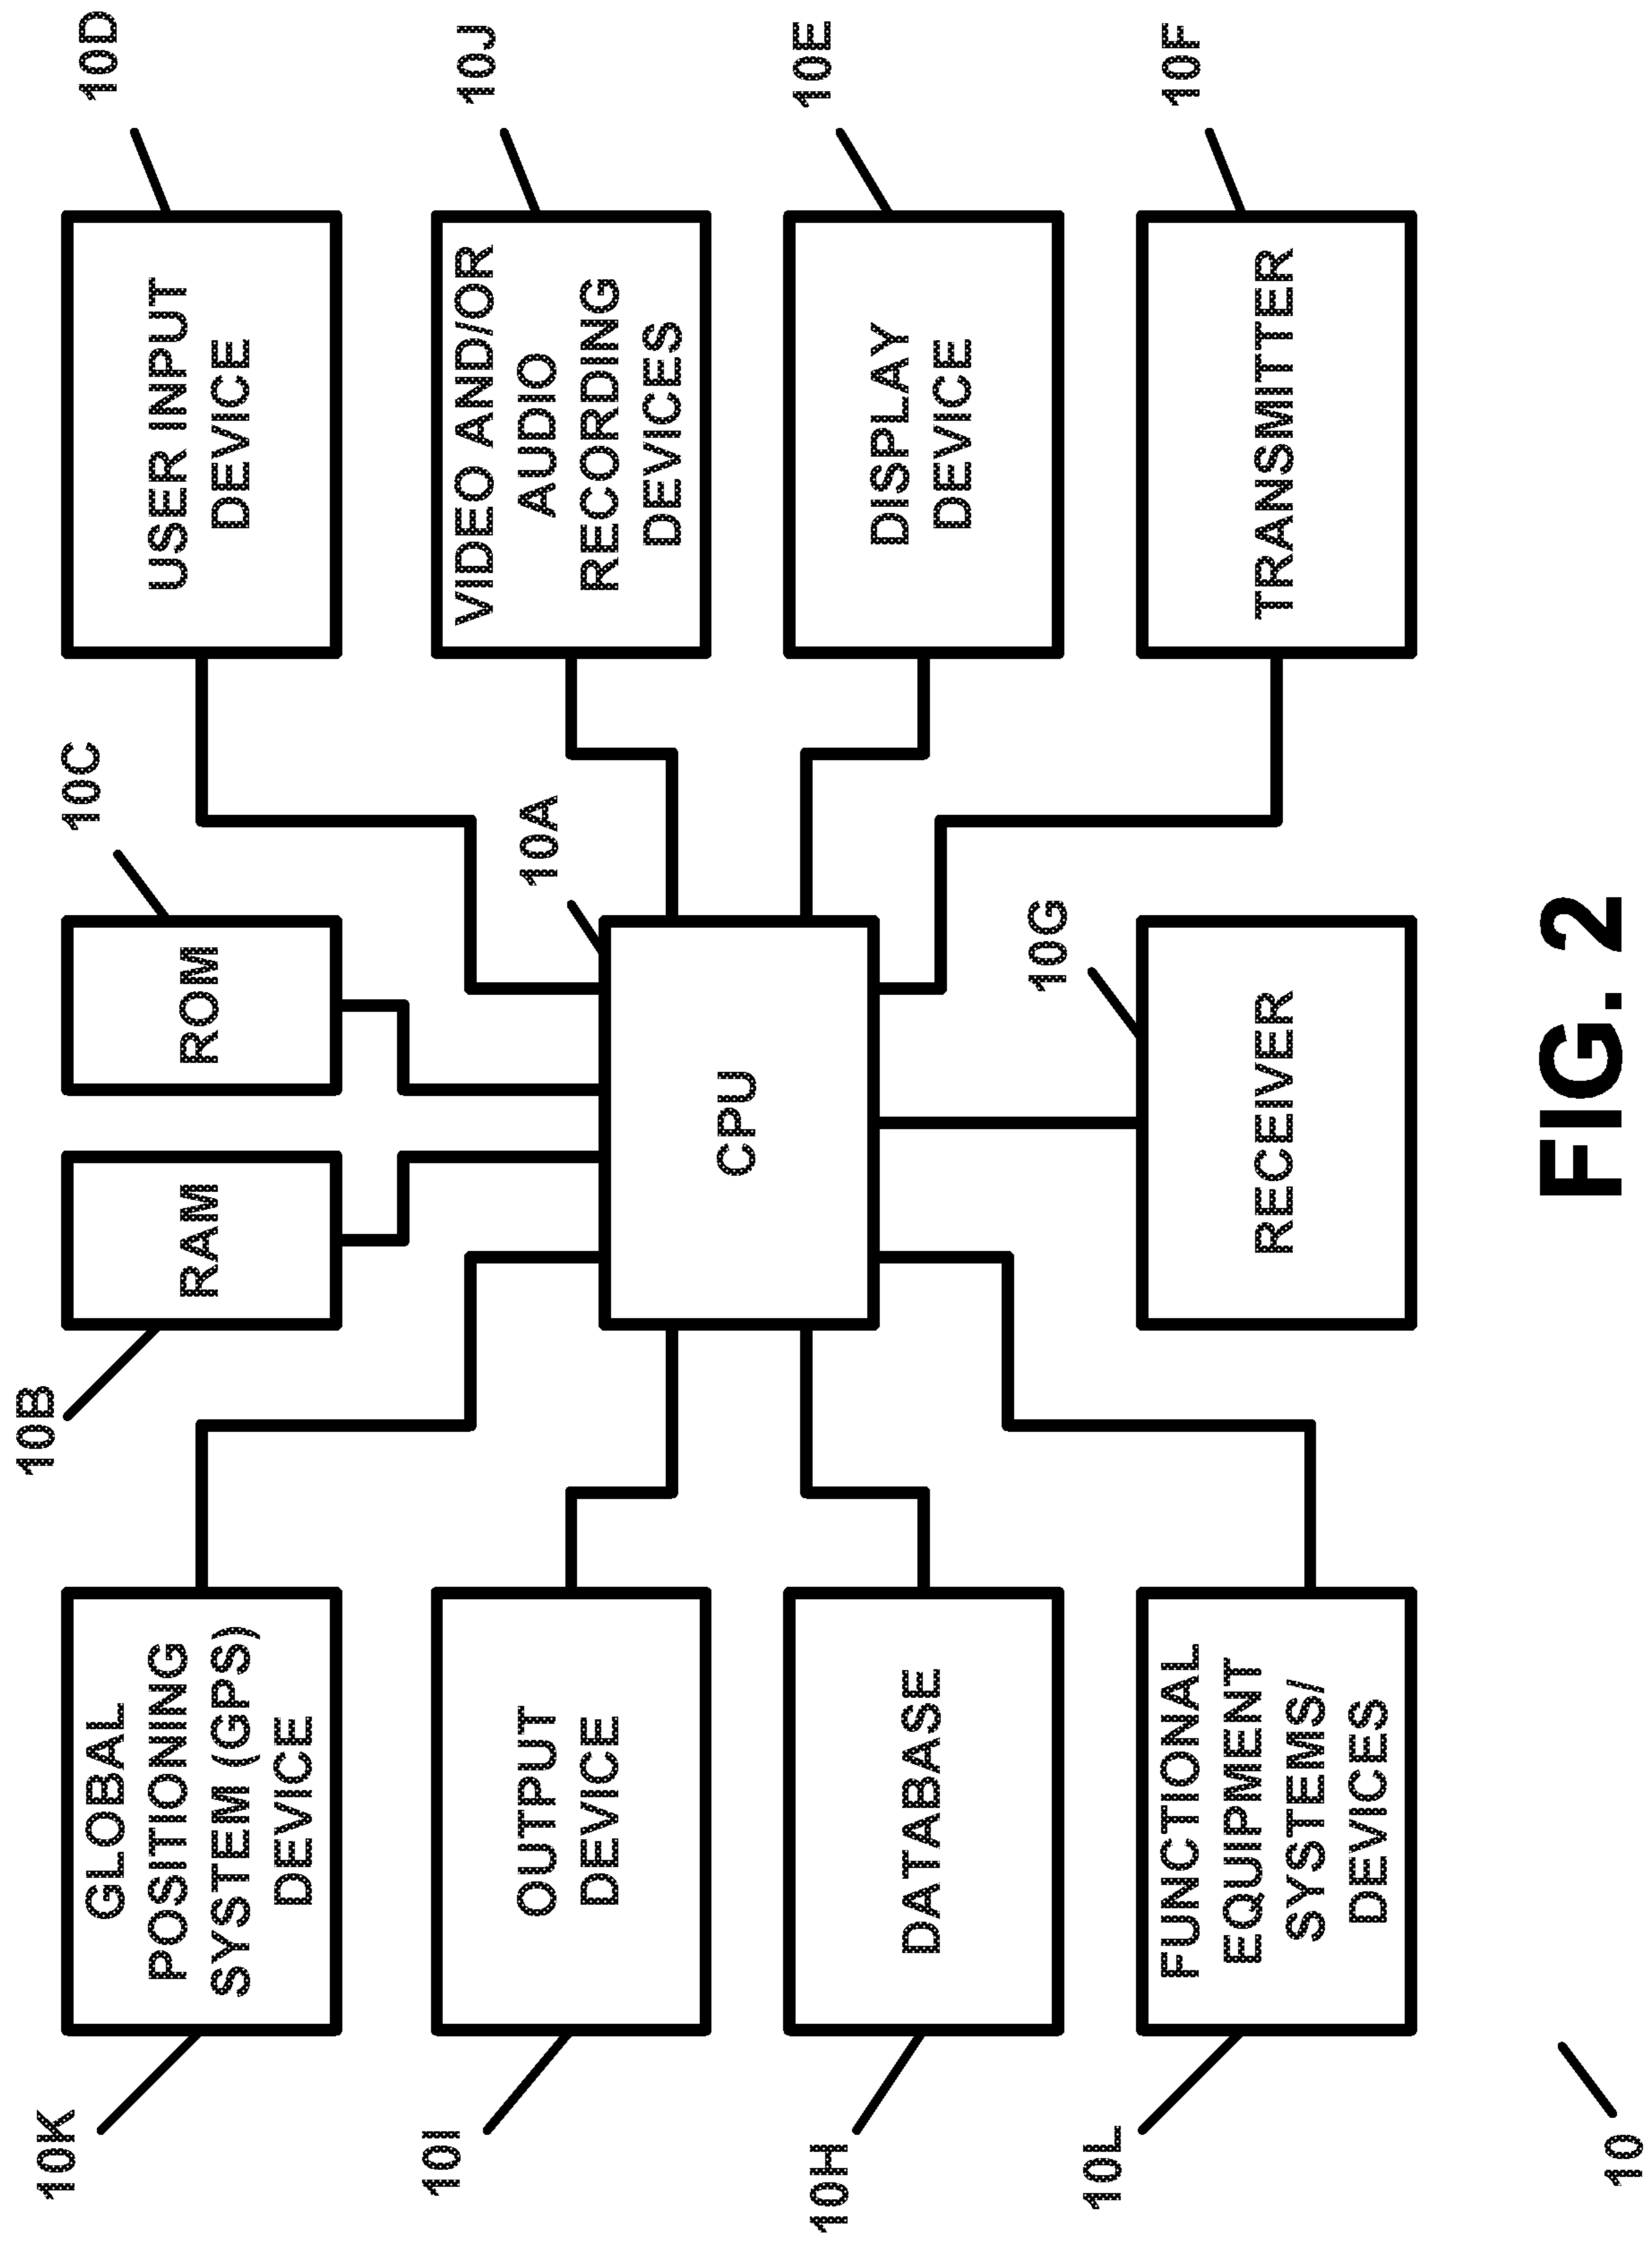 10K
GLOBAL
POSITIONING
SYSTEM (GPS)
DEVICE
10B
RAM
ROM
10C
USER INPUT
DEVICE
10D
10I
OUTPUT
DEVICE
10A
CPU
VIDEO AND/OR
AUDIO
RECORDING
DEVICES
10J
10H
DATABASE
DISPLAY
DEVICE
10E
10L
FUNCTIONAL
EQUIPMENT
SYSTEMS/
DEVICES
10G
RECEIVER
TRANSMITTER
10F
10
FIG. 2